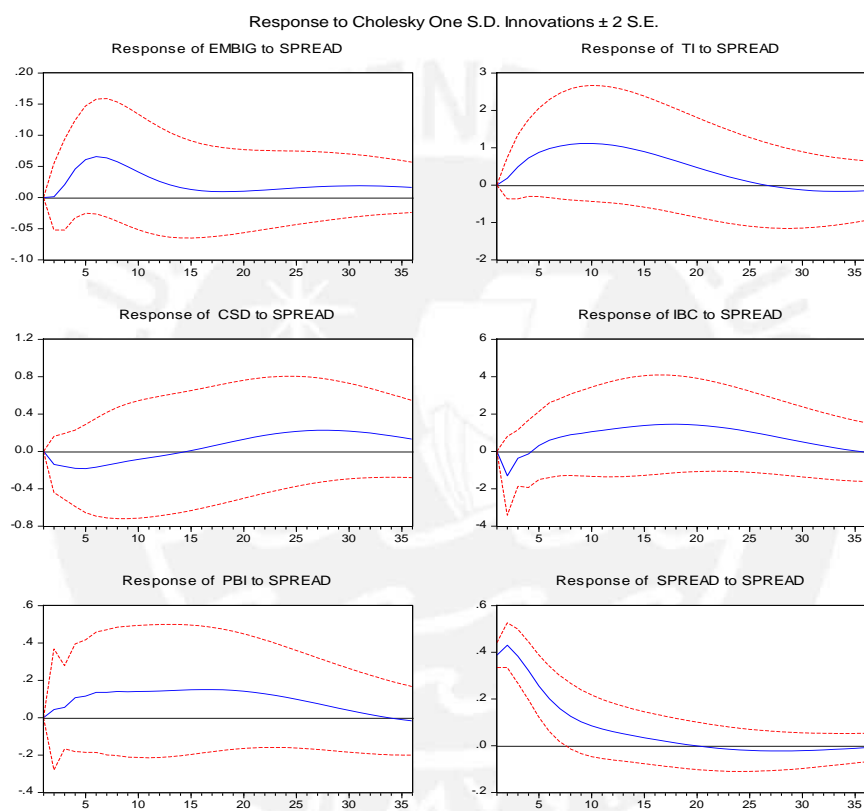 Response to Cholesky One S.D. Innovations ± 2 S.E.
Response of EMBIG to SPREAD
.20
.15
.10
.05
.00
-.05
-.10
5 10 15 20 25 30 35
Response of TI to SPREAD
3
2
1
0
-1
-2
5 10 15 20 25 30 35
Response of CSD to SPREAD
1.2
0.8
0.4
0.0
-0.4
-0.8
5 10 15 20 25 30 35
Response of IBC to SPREAD
6
4
2
0
-2
-4
5 10 15 20 25 30 35
Response of PBI to SPREAD
.6
.4
.2
.0
-.2
-.4
5 10 15 20 25 30 35
Response of SPREAD to SPREAD
.6
.4
.2
.0
-.2
5 10 15 20 25 30 35